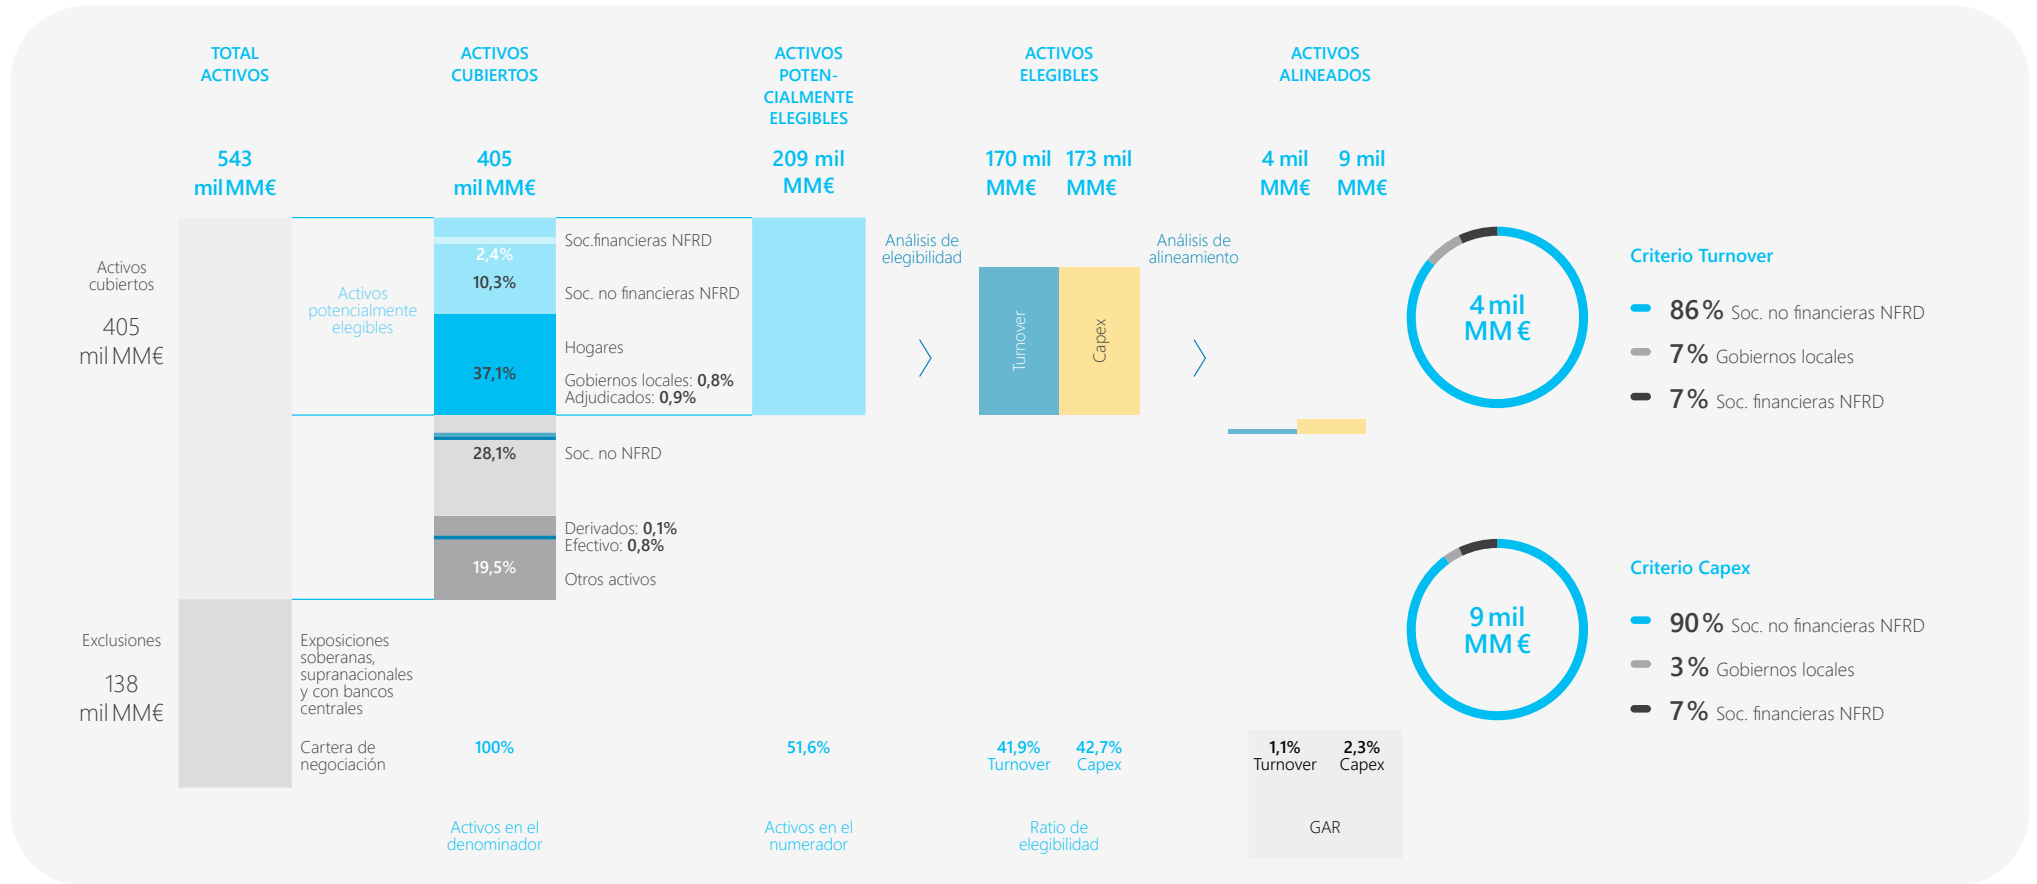 TOTAL
ACTIVOS
ACTIVOS
CUBIERTOS
ACTIVOS
POTEN-
CIALMENTE
ELEGIBLES
ACTIVOS
ELEGIBLES
ACTIVOS
ALINEADOS
543
mil MM€
405
mil MM€
209 mil
MM€
170 mil
MM€
173 mil
MM€
4 mil
MM€
9 mil
MM€
Activos
cubiertos
405
mil MM€
Activos
potencialmente
elegibles
2,4%
10,3%
37,1%
28,1%
19,5%
Soc.financieras NFRD
Soc. no financieras NFRD
Hogares
Gobiernos locales: 0,8%
Adjudicados: 0,9%
Soc. no NFRD
Derivados: 0,1%
Efectivo: 0,8%
Otros activos
Análisis de
elegibilidad
Turnover
Capex
Análisis de
alineamiento
4 mil
MM €
Criterio Turnover
86% Soc. no financieras NFRD
7% Gobiernos locales
7% Soc. financieras NFRD
9 mil
MM €
Criterio Capex
90% Soc. no financieras NFRD
3% Gobiernos locales
7% Soc. financieras NFRD
Exclusiones
138
mil MM€
Exposiciones
soberanas,
supranacionales
y con bancos
centrales
Cartera de
negociación
100%
51,6%
41,9%
Turnover
42,7%
Capex
1,1%
Turnover
2,3%
Capex
Activos en el
denominador
Activos en el
numerador
Ratio de
elegibilidad
GAR